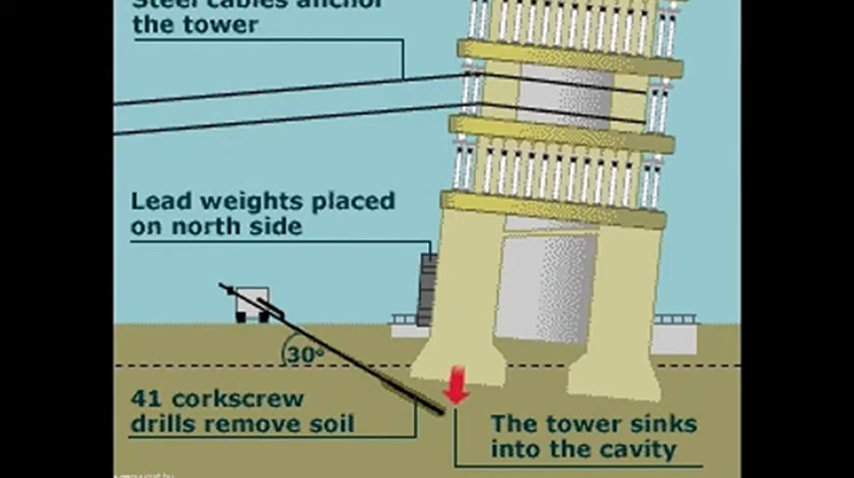 Steel cables anchor
the tower
Lead weights placed
on north side
30°
41 corkscrew
drills remove soil
The tower sinks
into the cavity